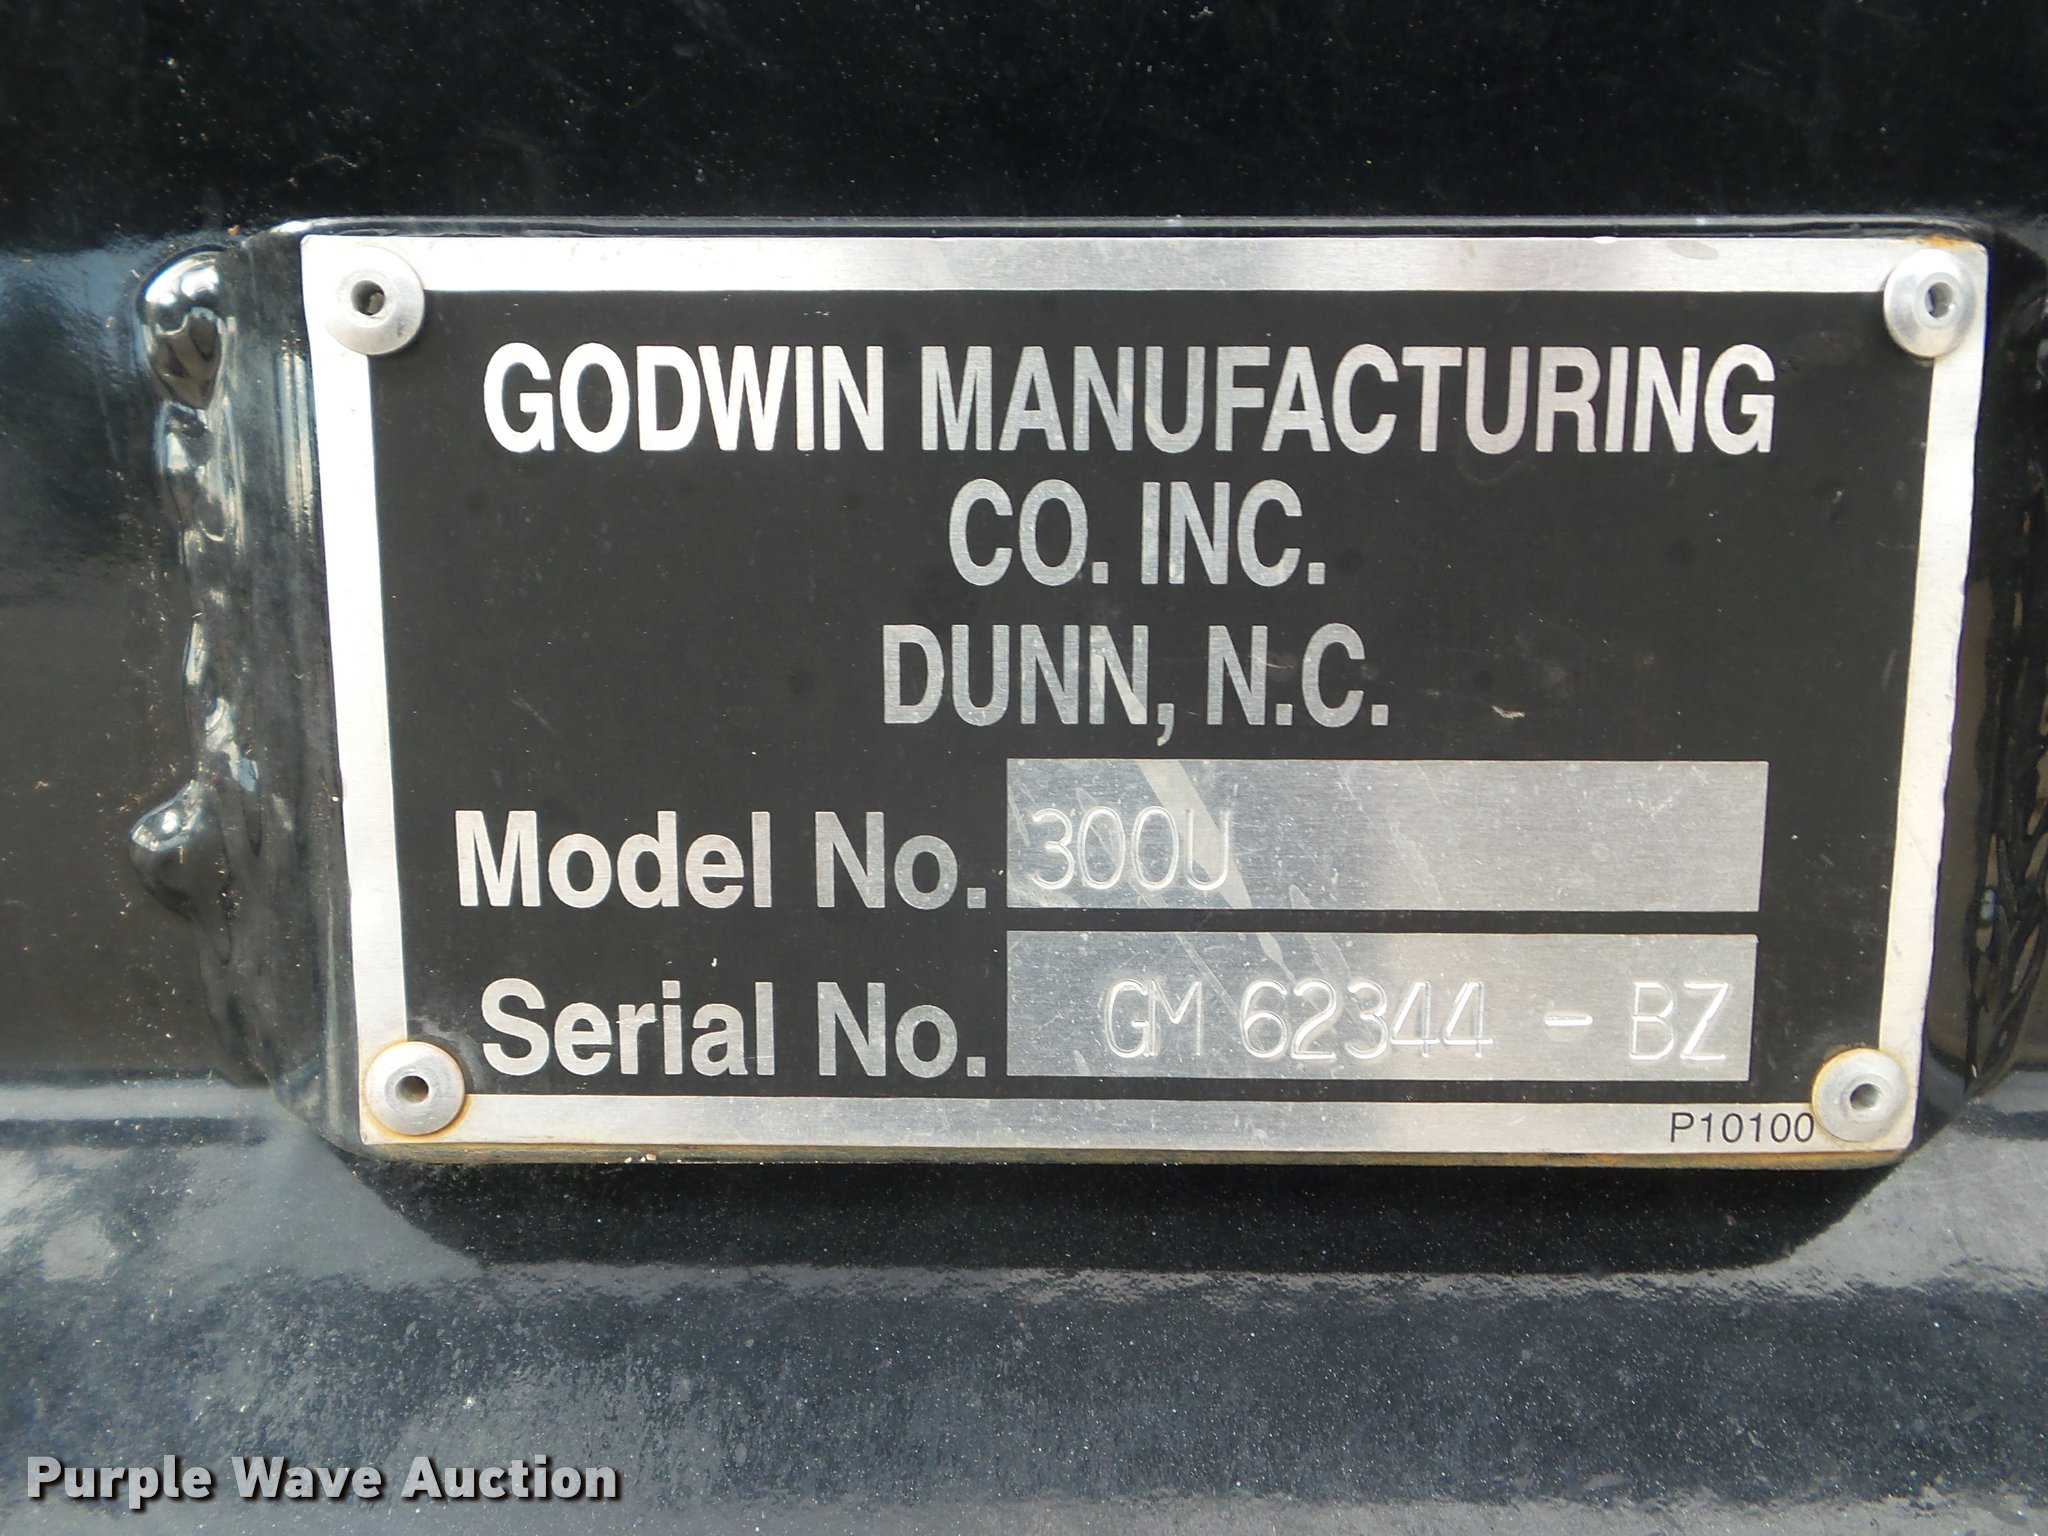 GODWIN MANUFACTURING
CO. INC.
DUNN, N.C.
Model No. 300U
Serial No. GM 62344 - BZ
P10100
Purple Wave Auction